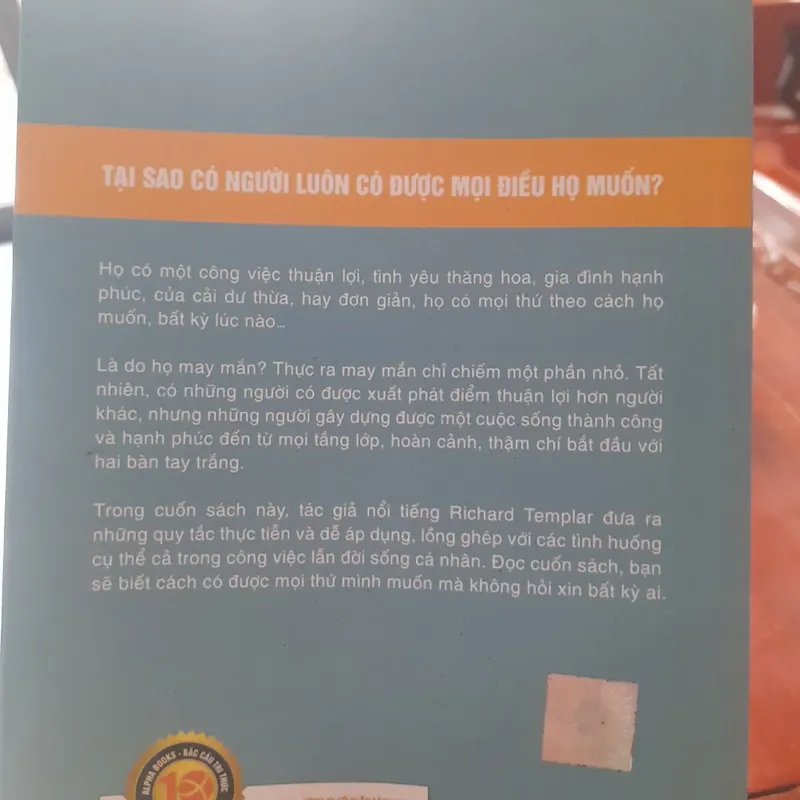 TẠI SAO CÓ NGƯỜI LUÔN CÓ ĐƯỢC MỌI ĐIỀU HỌ MUỐN?
Họ có một công việc thuận lợi, tình yêu thăng hoa, gia đình hạnh
phúc, của cải dư thừa, hay đơn giản, họ có mọi thứ theo cách họ
muốn, bất kỳ lúc nào...
Là do họ may mắn? Thực ra may mắn chỉ chiếm một phần nhỏ. Tất
nhiên, có những người có được xuất phát điểm thuận lợi hơn người
khác, nhưng những người gây dựng được một cuộc sống thành công
và hạnh phúc đến từ mọi tầng lớp, hoàn cảnh, thậm chí bắt đầu với
hai bàn tay trắng.
Trong cuốn sách này, tác giả nổi tiếng Richard Templar đưa ra
những quy tắc thực tiễn và dễ áp dụng, lồng ghép với các tình huống
cụ thể cả trong công việc lẫn đời sống cá nhân. Đọc cuốn sách, bạn
sẽ biết cách có được mọi thứ mình muốn mà không hỏi xin bất kỳ ai.
ALPHA BOOKS - BẮC CẦU TRI THỨC